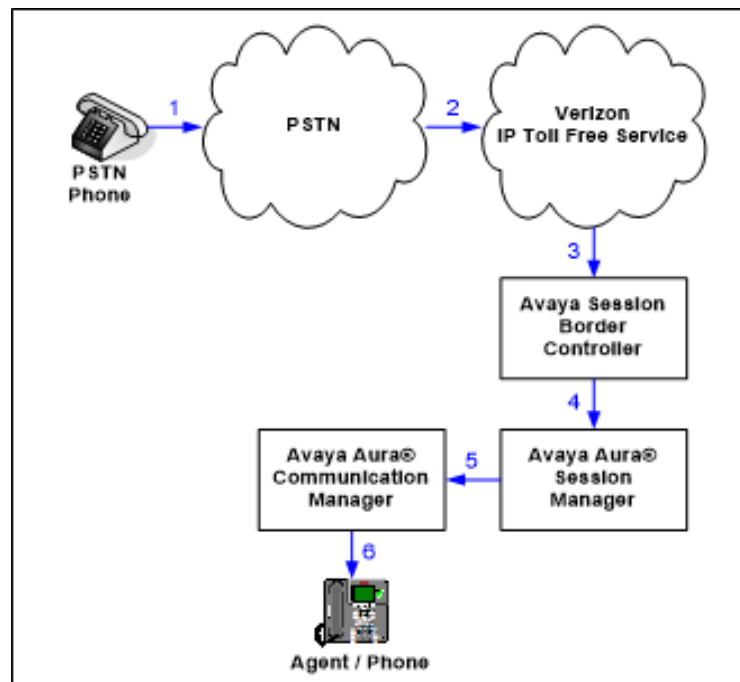 1
2
PSTN
Verizon
IP Toll Free Service
PSTN
Phone
3
Avaya Session
Border
Controller
4
Avaya Aura®
Communication
Manager
5
Avaya Aura®
Session
Manager
6
Agent / Phone